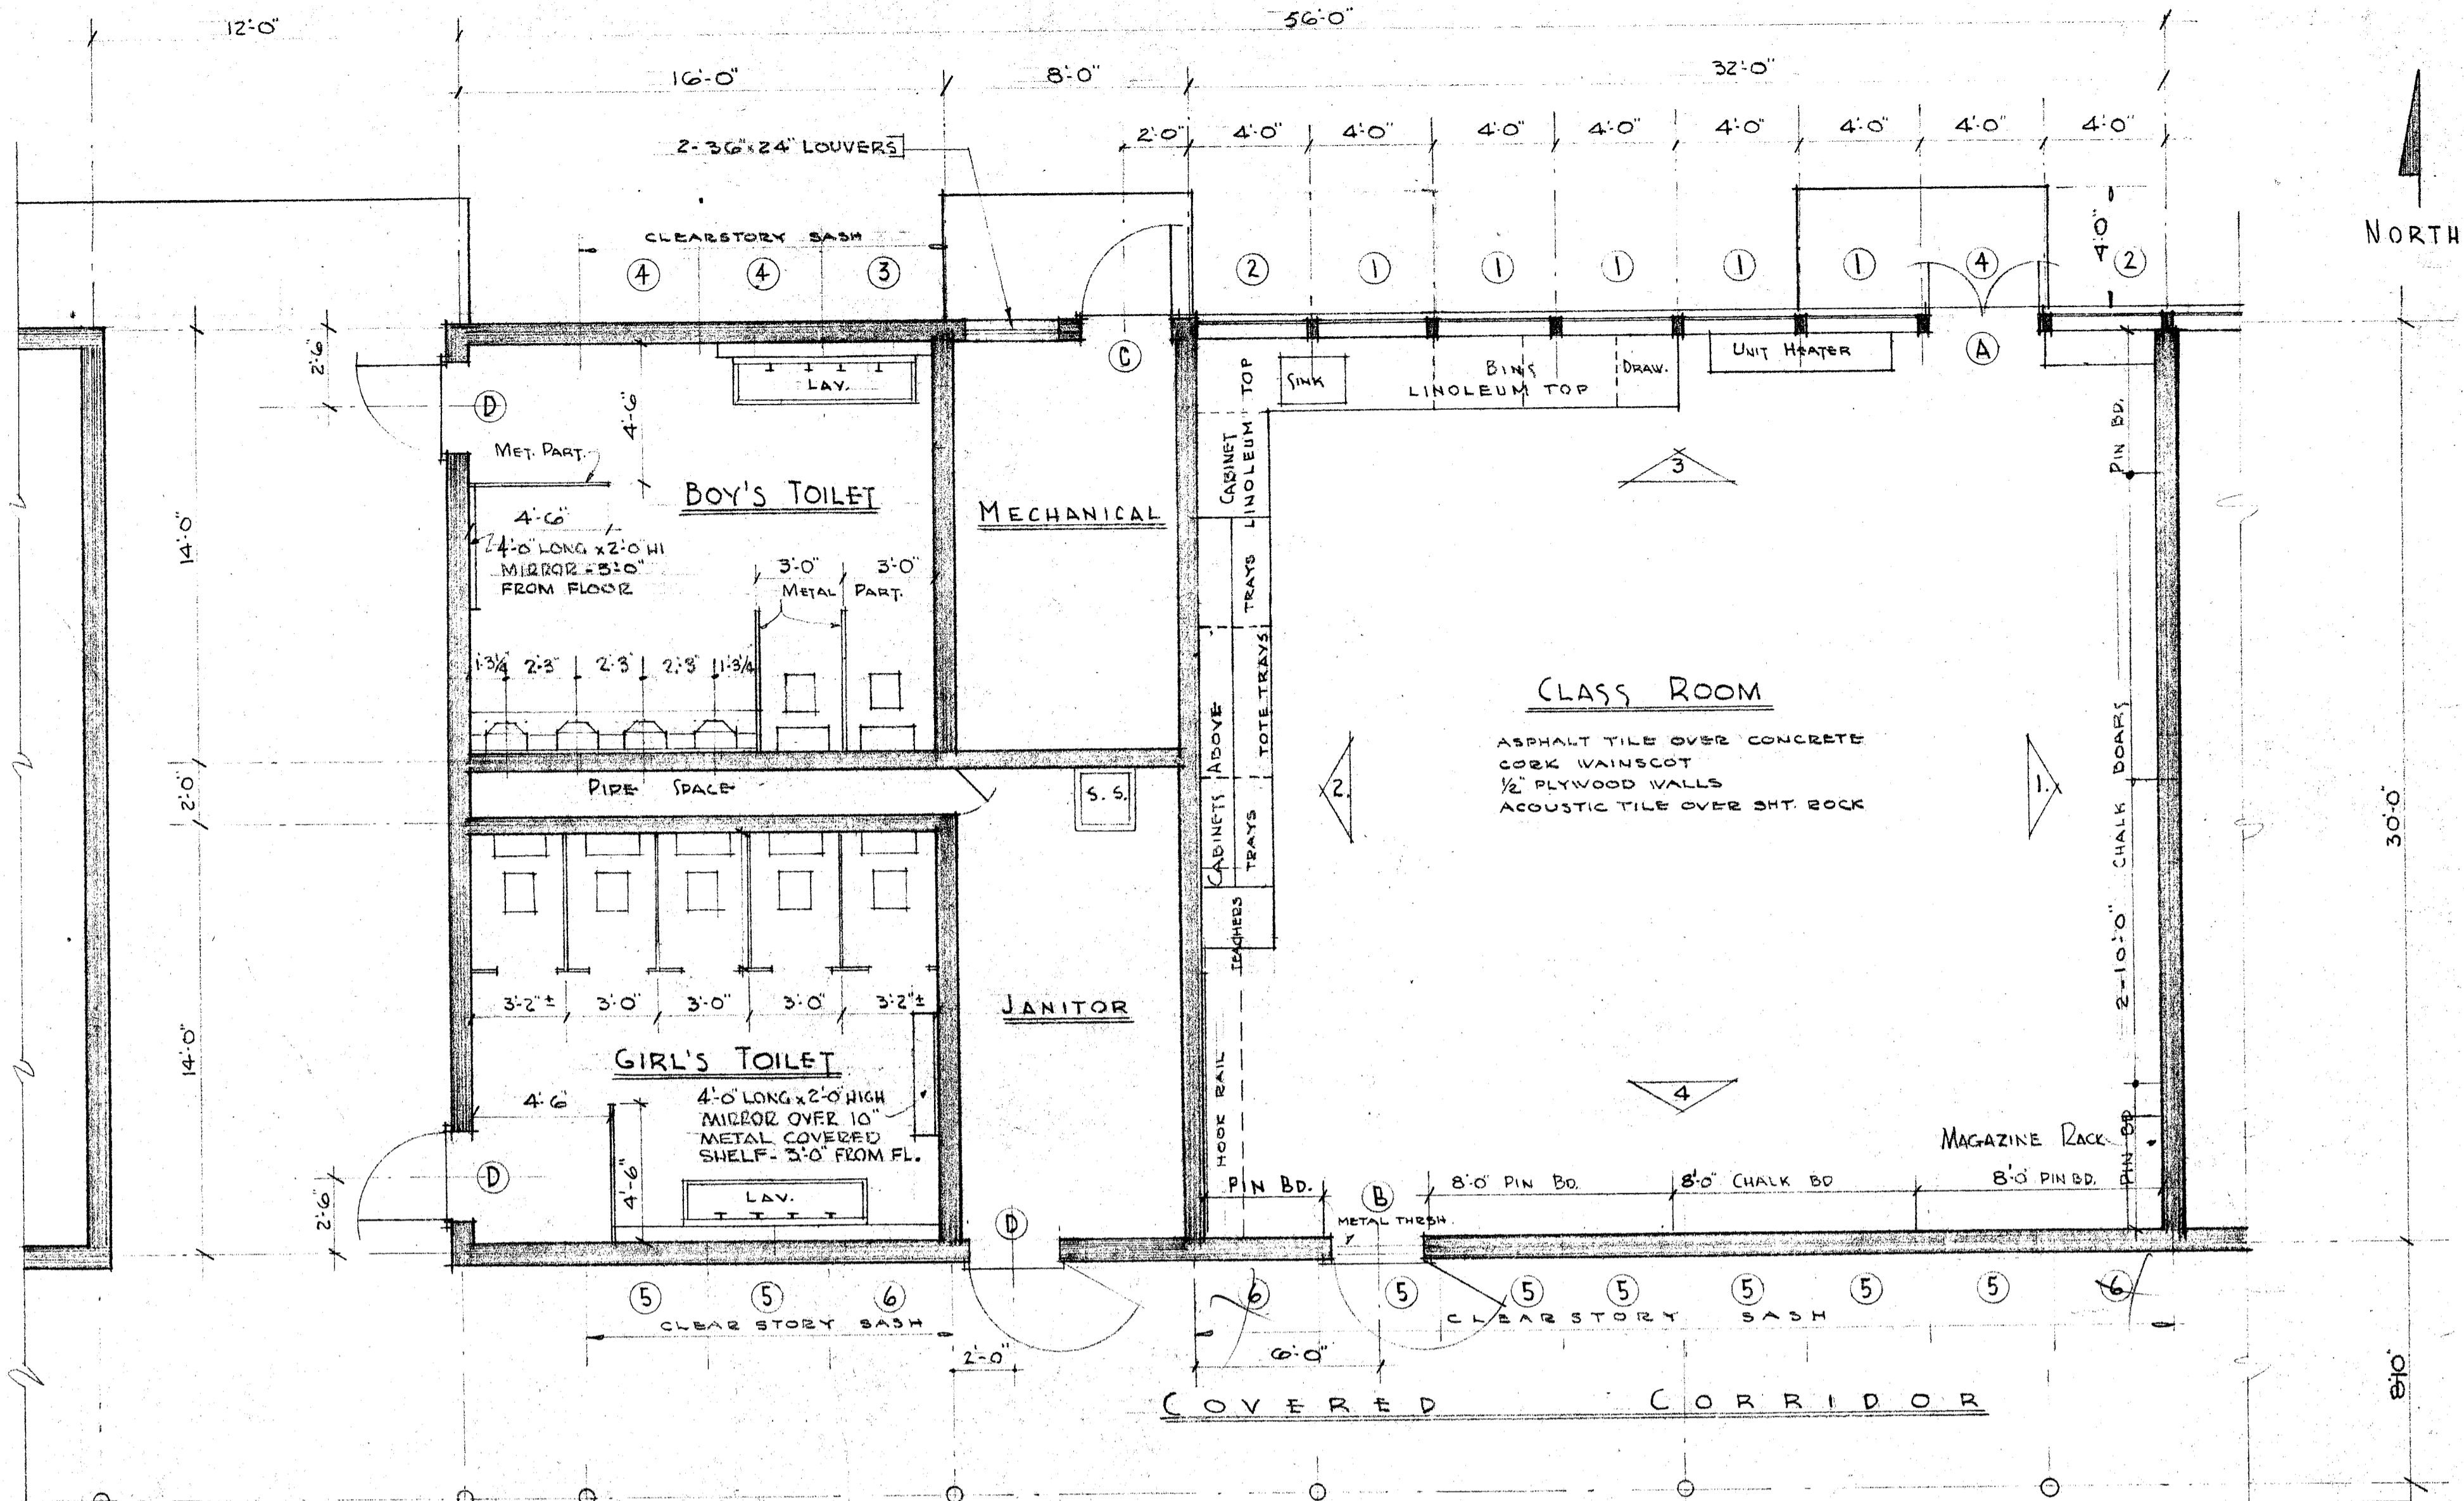 12'-0"
56'-0"
16'-0"
8'-0"
32'-0"
2'-0"
4'-0"
4'-0"
4'-0"
4'-0"
4'-0"
4'-0"
4'-0"
4'-0"
2-36"x24" LOUVERS
NORTH
CLEARSTORY SASH
4
4
3
2
1
1
1
1
1
4
2
4'-0"
2'-6"
LAV.
C
SINK
BINS
LINOLEUM TOP
DRAW.
UNIT HEATER
A
D
4'-6"
MET. PART.
BOY'S TOILET
MECHANICAL
CABINET
LINOLEUM TOP
3
PIN BD.
14'-0"
4'-6"
4'-0" LONG x 2'-0" HI
MIRROR - 3'-0"
FROM FLOOR
3'-0"
3'-0"
METAL PART.
TRAYS
1'-3¼
2'-3"
2'-3"
2'-3"
1'-3¼
TOTE TRAYS
CLASS ROOM
ASPHALT TILE OVER CONCRETE
CORK WAINSCOT
½" PLYWOOD WALLS
ACOUSTIC TILE OVER SHT. ROCK
2.
1.
2-10'-0" CHALK BOARS
30'-0"
2'-0"
PIPE SPACE
S. S.
CABINETS ABOVE
TRAYS
TEACHERS
3'-2"±
3'-0"
3'-0"
3'-0"
3'-2"±
JANITOR
14'-0"
GIRL'S TOILET
4'-6
4'-0" LONG x 2'-0" HIGH
MIRROR OVER 10"
METAL COVERED
SHELF - 3'-0" FROM FL.
HOOK RAIL
4
MAGAZINE RACK
PIN BD
2'-6"
D
4'-6"
LAV.
D
PIN BD.
B
METAL THRSH.
8'-0" PIN BD.
8'-0" CHALK BD
8'-0" PIN BD.
5
5
6
6
5
5
5
5
5
5
6
CLEAR STORY SASH
CLEARSTORY SASH
2'-0"
6'-0"
COVERED CORRIDOR